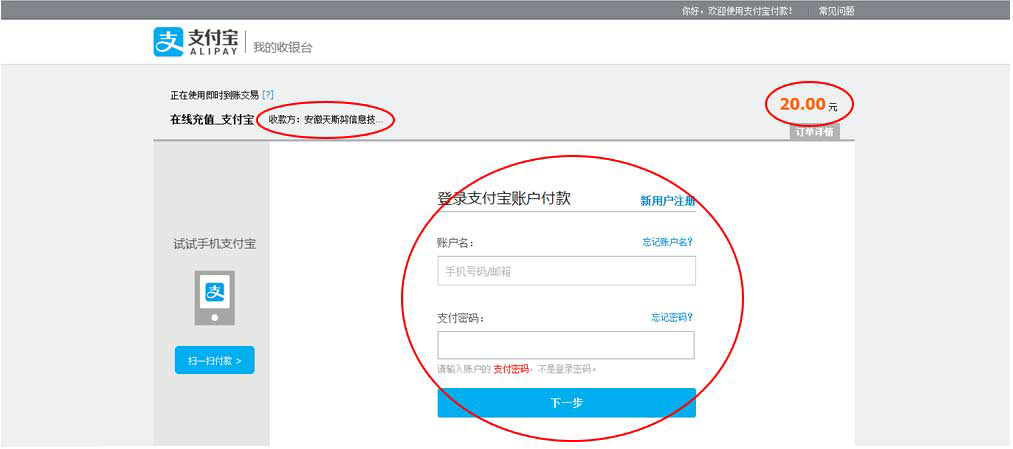 你好，欢迎使用支付宝付款！ 常见问题
支 支付宝 我的收银台
ALIPAY
正在使用即时到账交易 [?]
在线充值_支付宝 收款方：安徽天斯努信息技...
20.00 元
订单详情
试试手机支付宝
支
扫一扫付款 >
登录支付宝账户付款 新用户注册
账户名： 忘记账户名?
手机号码/邮箱
支付密码： 忘记密码?
请输入账户的 支付密码，不是登录密码。
下一步